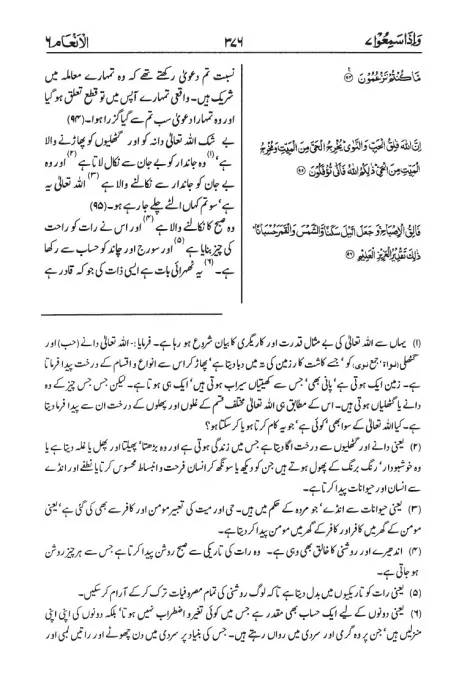 وَاِذَاسَمِعُوْا ۷
۳۷۶
الاَنْعَام ۶
مَّا كُنْتُمْ تَزْعُمُوْنَ ﴿۹۴﴾
اِنَّ اللّٰهَ فَالِقُ الْحَبِّ وَالنَّوٰى يُخْرِجُ الْحَيَّ مِنَ الْمَيِّتِ وَمُخْرِجُ
الْمَيِّتِ مِنَ الْحَيِّ ذٰلِكُمُ اللّٰهُ فَاَنّٰى تُؤْفَكُوْنَ ﴿۹۵﴾
فَالِقُ الْاِصْبَاحِ وَجَعَلَ الَّيْلَ سَكَنًا وَّالشَّمْسَ وَالْقَمَرَ حُسْبَانًا
ذٰلِكَ تَقْدِيْرُ الْعَزِيْزِ الْعَلِيْمِ ﴿۹۶﴾
نسبت تم دعویٰ رکھتے تھے کہ وہ تمہارے معاملہ میں
شریک ہیں۔ واقعی تمہارے آپس میں تو قطع تعلق ہو گیا
اور وہ تمہارا دعویٰ سب تم سے گیا گزرا ہوا۔ (۹۴)
بے شک اللہ تعالیٰ دانہ کو اور گٹھلیوں کو پھاڑنے والا
ہے،(۱) وہ جاندار کو بے جان سے نکال لاتا ہے(۲) اور وہ
بے جان کو جاندار سے نکالنے والا ہے(۳) اللہ تعالیٰ یہ
ہے، سو تم کہاں الٹے چلے جا رہے ہو۔ (۹۵)
وہ صبح کا نکالنے والا ہے(۴) اور اس نے رات کو راحت
کی چیز بنایا ہے(۵) اور سورج اور چاند کو حساب سے رکھا
ہے۔(۶) یہ ٹھہرائی بات ہے ایسی ذات کی جو کہ قادر ہے
(۱) یہاں سے اللہ تعالیٰ کی بے مثال قدرت اور کاریگری کا بیان شروع ہو رہا ہے۔ فرمایا:۔ اللہ تعالیٰ دانے (حب) اور
گٹھلی (نواۃ، جمع نوی) کو، جسے کاشت کار زمین کی تہ میں دبا دیتا ہے، پھاڑ کر اس سے انواع و اقسام کے درخت پیدا فرماتا
ہے۔ زمین ایک ہوتی ہے، پانی بھی، جس سے کھیتیاں سیراب ہوتی ہیں، ایک ہی ہوتا ہے۔ لیکن جس جس چیز کے وہ
دانے یا گٹھلیاں ہوتی ہیں۔ اس کے مطابق ہی اللہ تعالیٰ مختلف قسم کے غلوں اور پھلوں کے درخت ان سے پیدا فرما دیتا
ہے۔ کیا اللہ تعالیٰ کے سوا بھی، کوئی ہے، جو یہ کام کرتا ہو یا کر سکتا ہو؟
(۲) یعنی دانے اور گٹھلیوں سے درخت اگا دیتا ہے جس میں زندگی ہوتی ہے اور وہ بڑھتا، پھیلتا اور پھل یا غلہ دیتا ہے یا
وہ خوشبودار، رنگ برنگ کے پھول ہوتے ہیں جن کو دیکھ یا سونگھ کر انسان فرحت و انبساط محسوس کرتا یا نطفے اور انڈے
سے انسان اور حیوانات پیدا کرتا ہے۔
(۳) یعنی حیوانات سے انڈے، جو مردہ کے حکم میں ہیں۔ حی اور میت کی تعبیر مومن اور کافر سے بھی کی گئی ہے، یعنی
مومن کے گھر میں کافر اور کافر کے گھر میں مومن پیدا کر دیتا ہے۔
(۴) اندھیرے اور روشنی کا خالق بھی وہی ہے۔ وہ رات کی تاریکی سے صبح روشن پیدا کرتا ہے جس سے ہر چیز روشن
ہو جاتی ہے۔
(۵) یعنی رات کو تاریکیوں میں بدل دیتا ہے تاکہ لوگ روشنی کی تمام مصروفیات ترک کر کے آرام کر سکیں۔
(۶) یعنی دونوں کے لیے ایک حساب بھی مقدر ہے جس میں کوئی تغیر و اضطراب نہیں ہوتا، بلکہ دونوں کی اپنی اپنی
منزلیں ہیں، جن پر وہ گرمی اور سردی میں رواں رہتے ہیں۔ جس کی بنیاد پر سردی میں دن چھوٹے اور راتیں لمبی اور